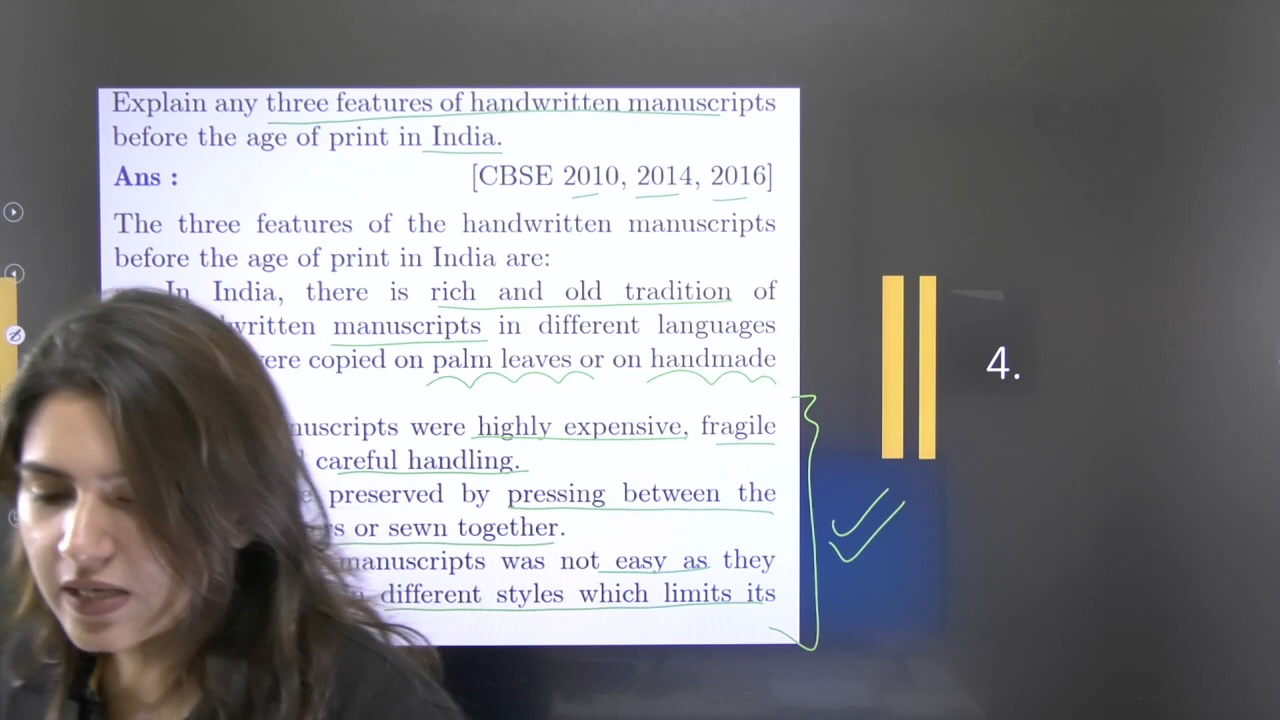 Explain any three features of handwritten manuscripts
before the age of print in India.
Ans : [CBSE 2010, 2014, 2016]
The three features of the handwritten manuscripts
before the age of print in India are:
In India, there is rich and old tradition of
written manuscripts in different languages
ere copied on palm leaves or on handmade
nuscripts were highly expensive, fragile
careful handling.
preserved by pressing between the
rs or sewn together.
manuscripts was not easy as they
different styles which limits its
4.